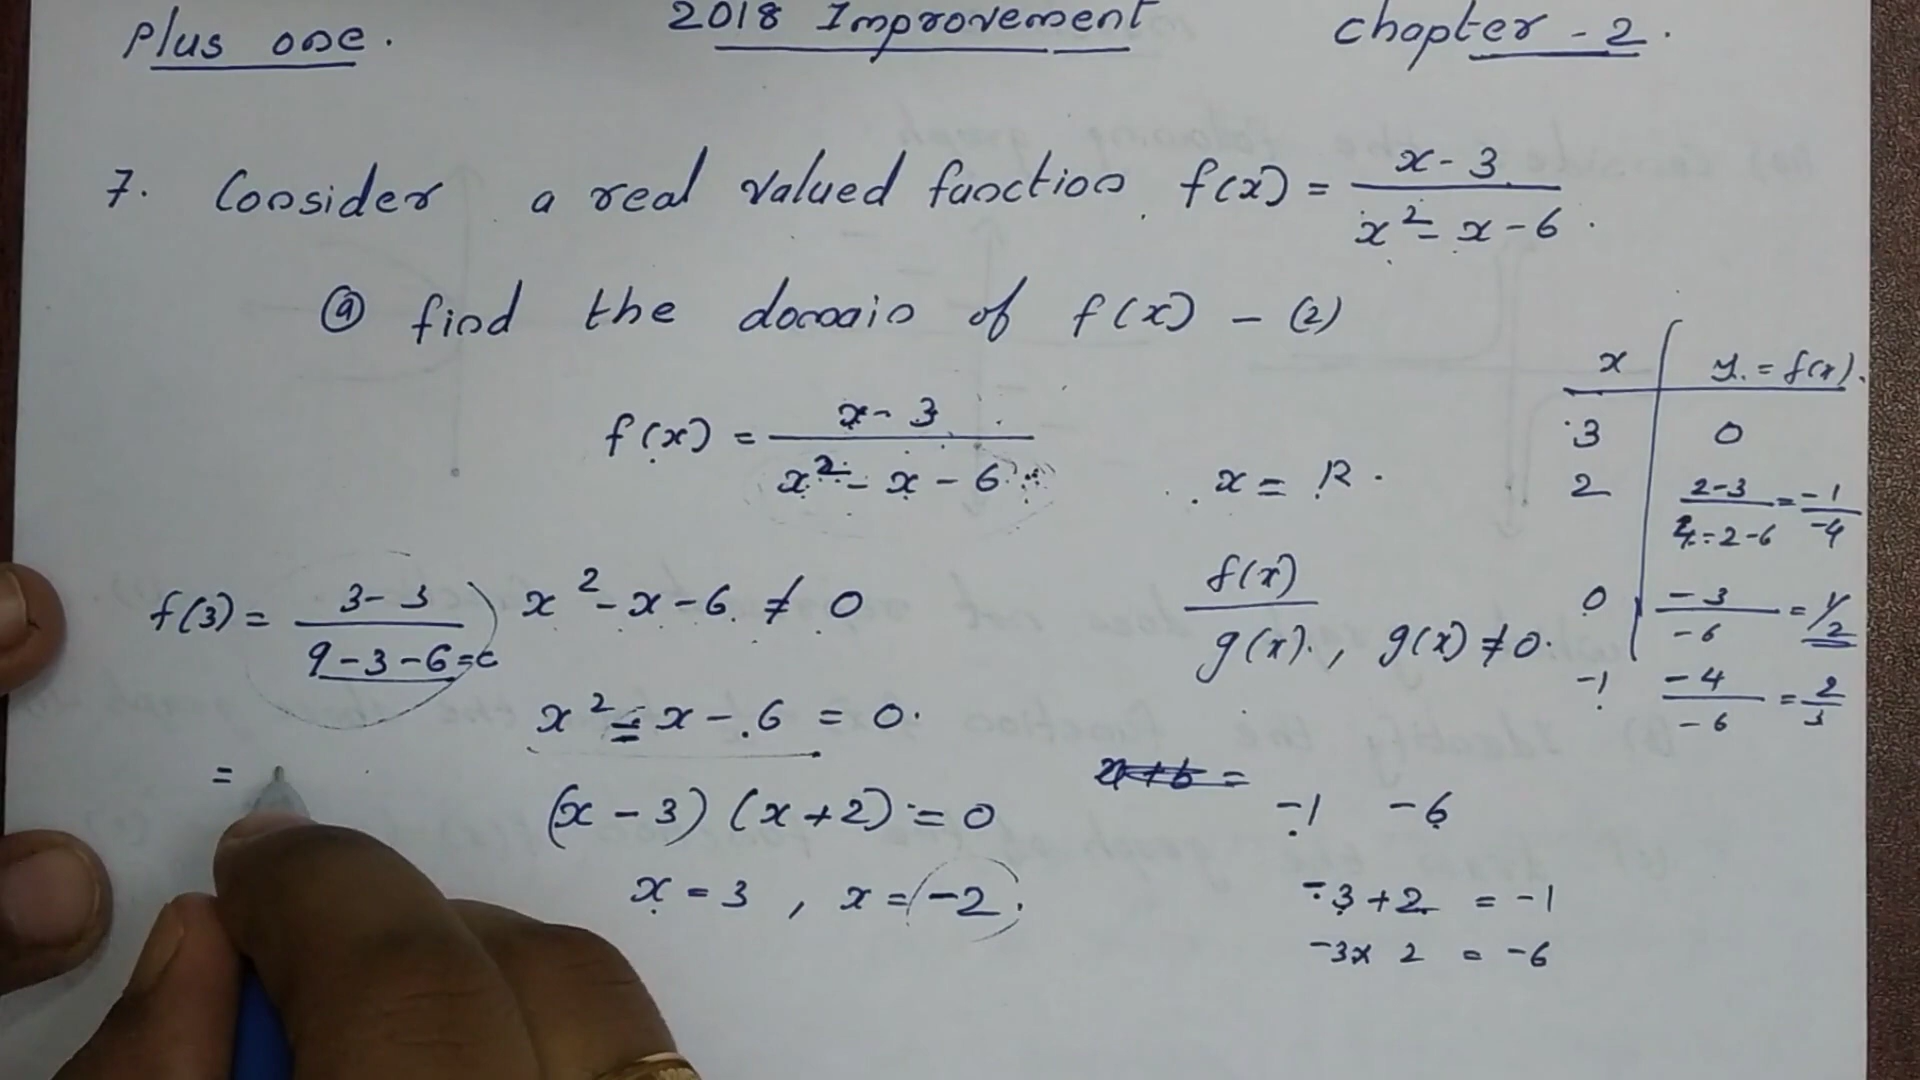 Plus one. 2018 Improvement chapter - 2.
7. Consider a real valued function f(x) = x-3 / x² - x - 6 .
ⓐ find the domain of f(x) - (2)
x | y. = f(x).
f(x) = x - 3 / x² - x - 6
x = R .
3 | 0
2 | 2-3 / 4-2-6 = -1 / -4
f(3) = 3-3 / 9-3-6=0
x² - x - 6 ≠ 0
f(x) / g(x). , g(x) ≠ 0.
0 | -3 / -6 = 1/2
-1 | -4 / -6 = 2/3
x² - x - 6 = 0.
=
(x - 3) (x + 2) = 0
-1 -6
x = 3 , x = -2.
-3 + 2 = -1
-3 x 2 = -6